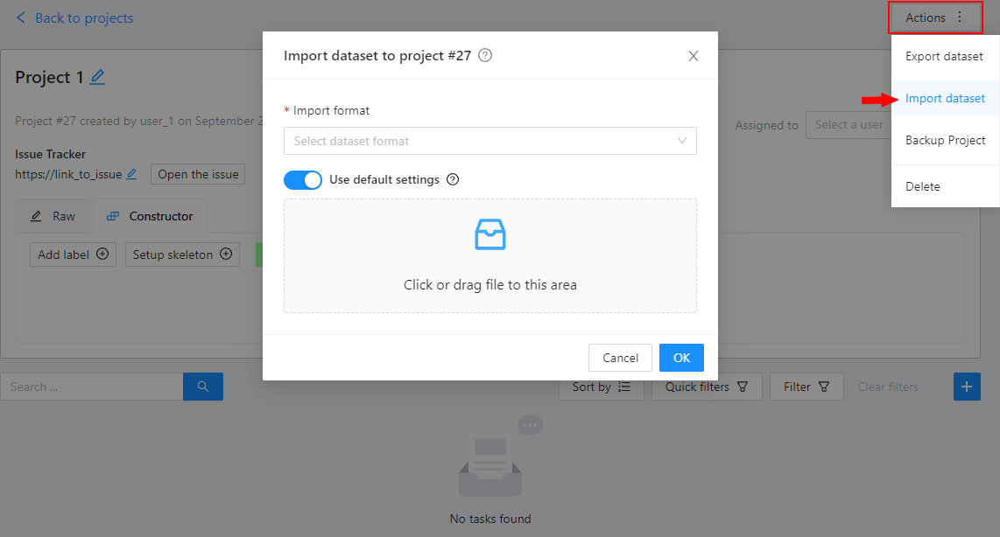 Back to projects
Actions
Export dataset
Import dataset
Backup Project
Delete
Import dataset to project #27
* Import format
Select dataset format
Use default settings
Click or drag file to this area
Cancel
OK
Project 1
Project #27 created by user_1 on September 2
Assigned to
Select a user
Issue Tracker
https://link_to_issue
Open the issue
Raw
Constructor
Add label
Setup skeleton
Search ...
Sort by
Quick filters
Filter
Clear filters
No tasks found